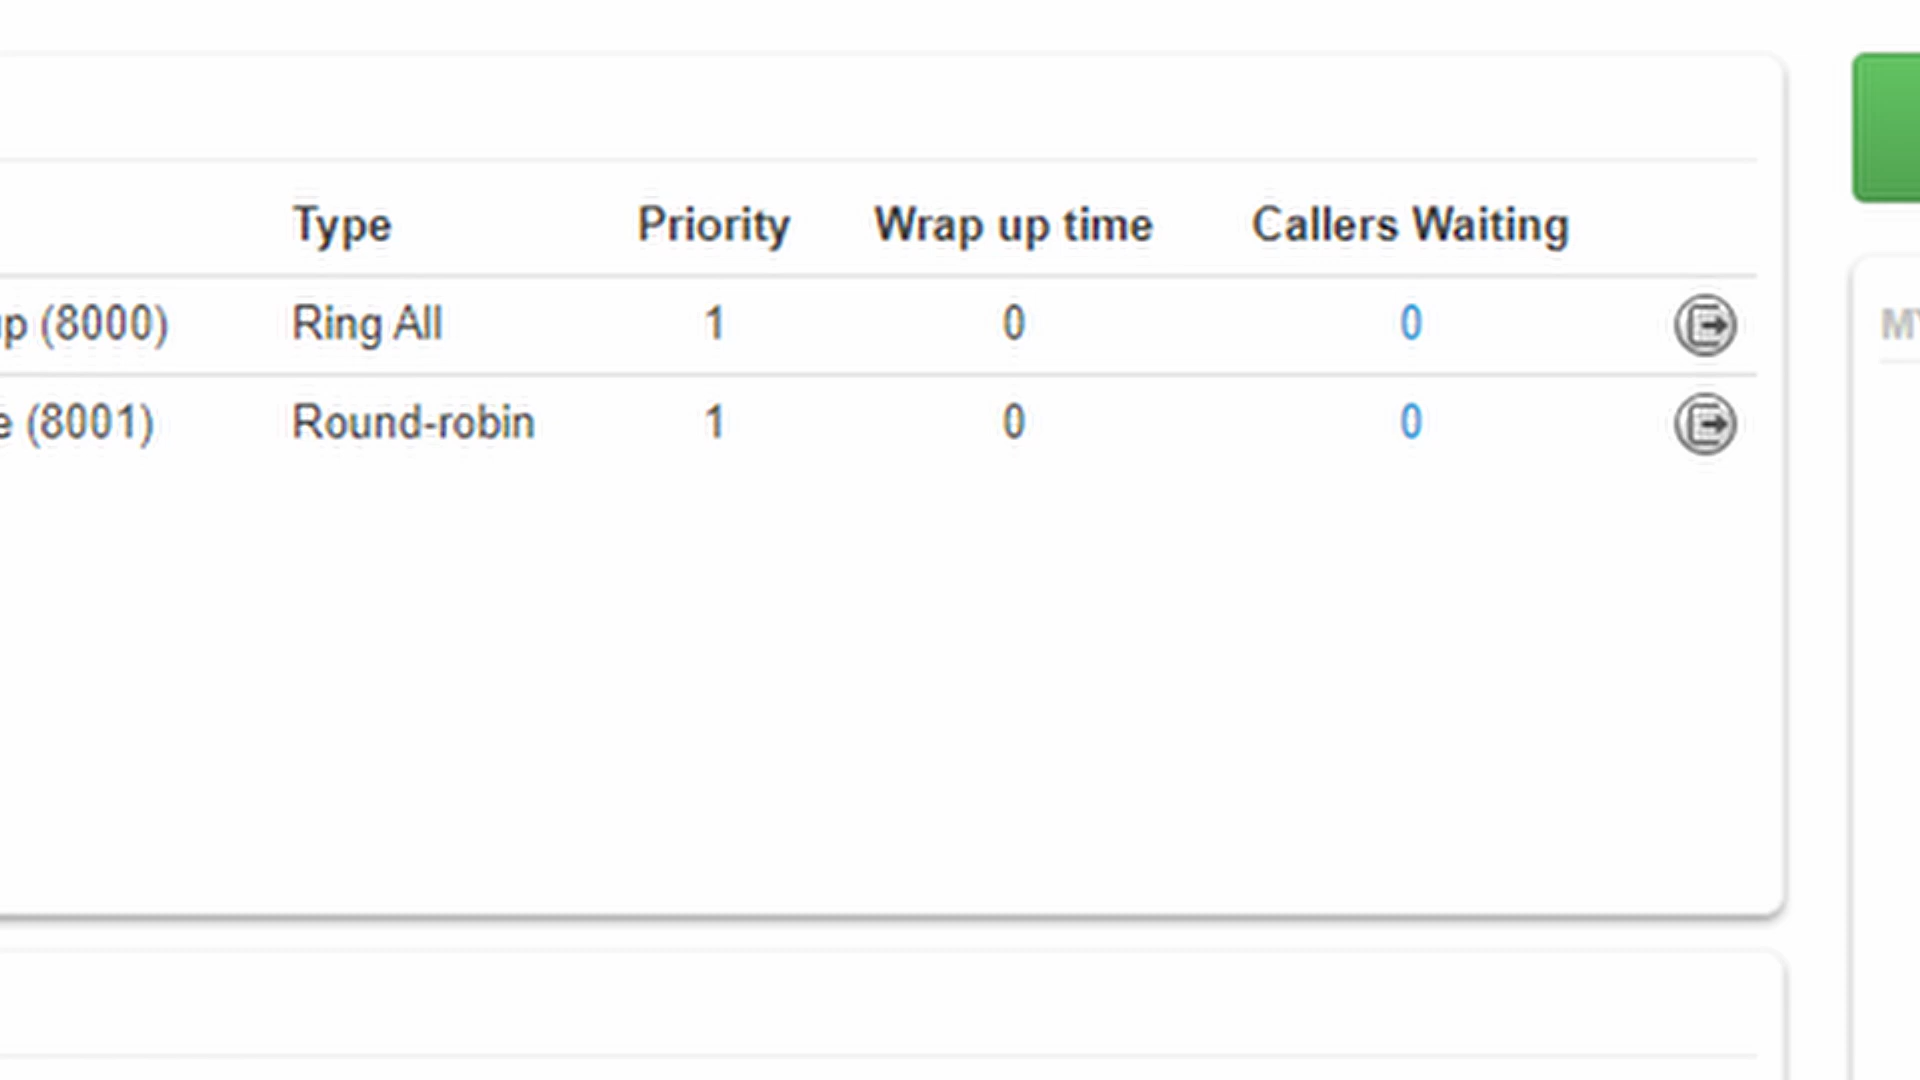 Type Priority Wrap up time Callers Waiting
(8000) Ring All 1 0 0
(8001) Round-robin 1 0 0